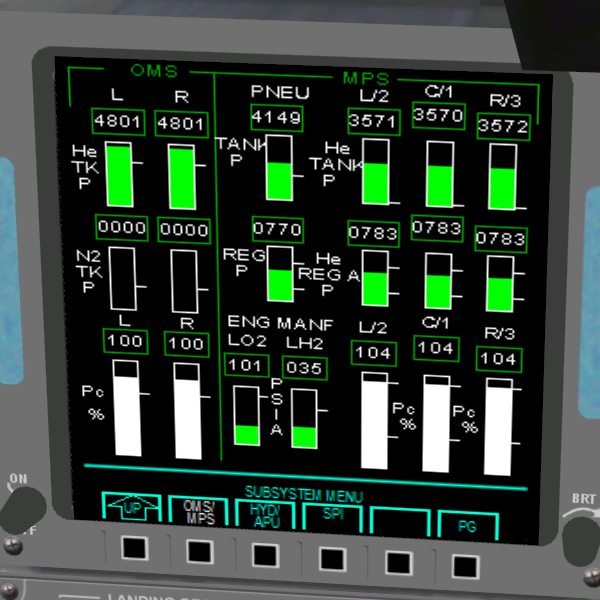 OMS MPS
L R PNEU L/2 C/1 R/3
4801 4801 4149 3571 3570 3572
He TK P TANK P He TANK P
0000 0000 0770 0783 0783 0783
N2 TK P REG P He REG A P
L R ENG MANF L/2 C/1 R/3
LO2 LH2
100 100 101 035 104 104 104
Pc % PSIA Pc % Pc %
SUBSYSTEM MENU
UP OMS/ MPS HYD/ APU SPI PG
ON BRT